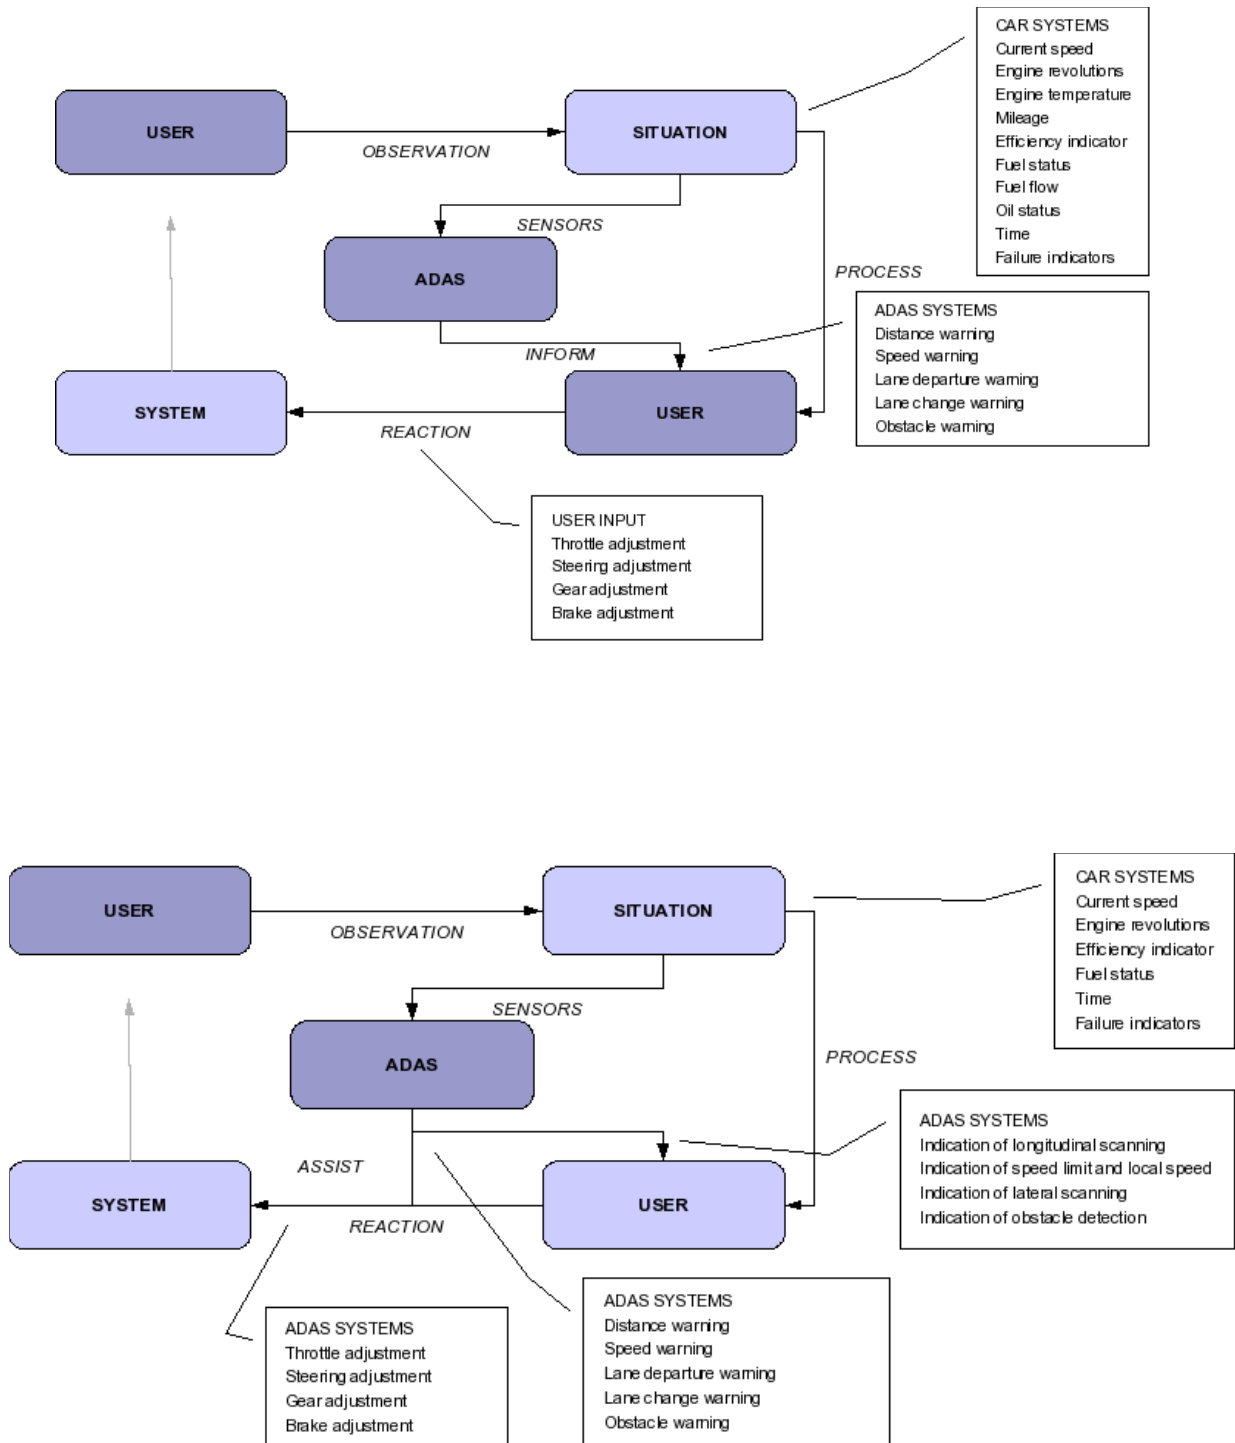 CAR SYSTEMS
Current speed
Engine revolutions
Engine temperature
Mileage
Efficiency indicator
Fuel status
Fuel flow
Oil status
Time
Failure indicators
USER
SITUATION
OBSERVATION
SENSORS
ADAS
PROCESS
ADAS SYSTEMS
Distance warning
Speed warning
Lane departure warning
Lane change warning
Obstacle warning
INFORM
SYSTEM
USER
REACTION
USER INPUT
Throttle adjustment
Steering adjustment
Gear adjustment
Brake adjustment
USER
SITUATION
OBSERVATION
CAR SYSTEMS
Current speed
Engine revolutions
Efficiency indicator
Fuel status
Time
Failure indicators
SENSORS
ADAS
PROCESS
ADAS SYSTEMS
Indication of longitudinal scanning
Indication of speed limit and local speed
Indication of lateral scanning
Indication of obstacle detection
ASSIST
SYSTEM
USER
REACTION
ADAS SYSTEMS
Throttle adjustment
Steering adjustment
Gear adjustment
Brake adjustment
ADAS SYSTEMS
Distance warning
Speed warning
Lane departure warning
Lane change warning
Obstacle warning